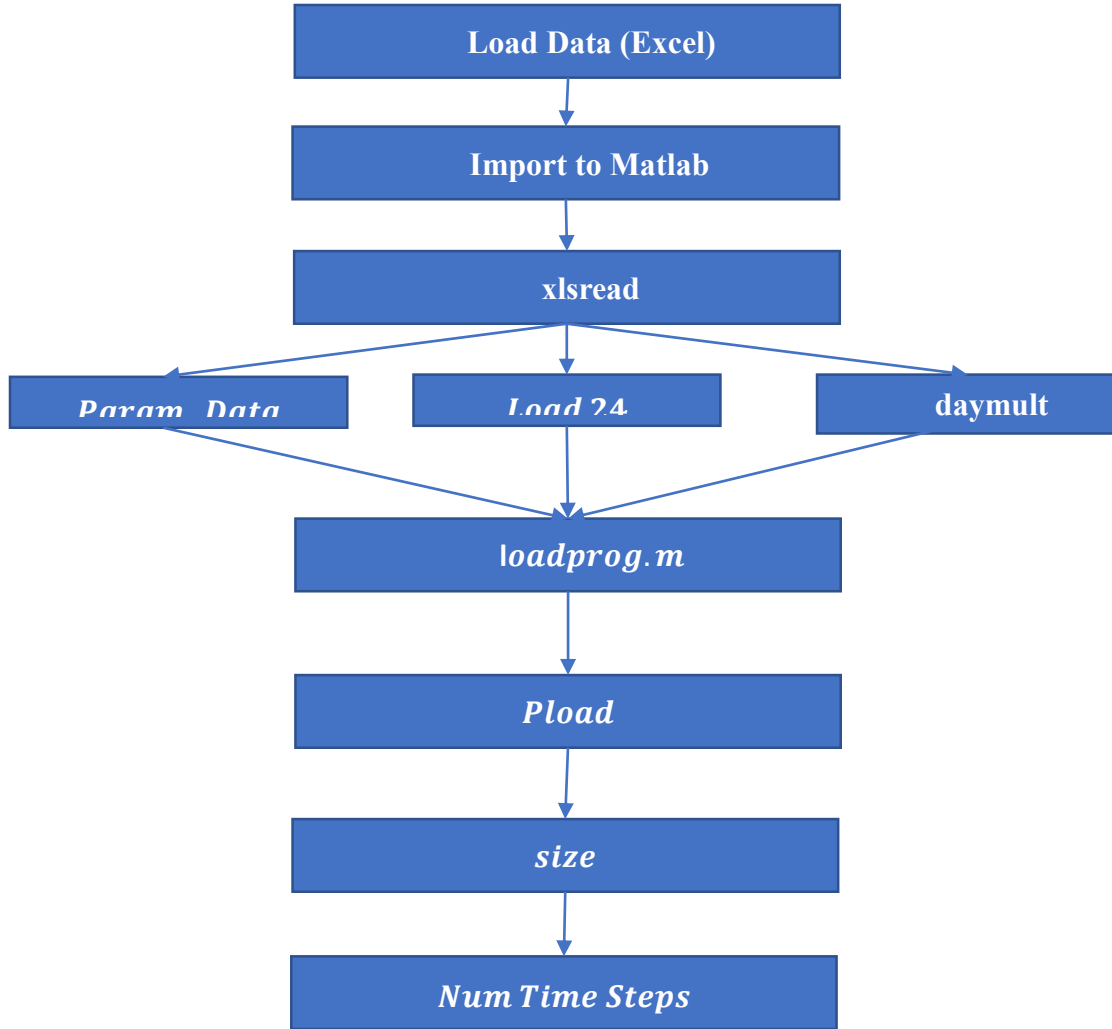 Load Data (Excel)
Import to Matlab
xlsread
Param_Data
Load 24
daymult
loadprog.m
Pload
size
Num Time Steps